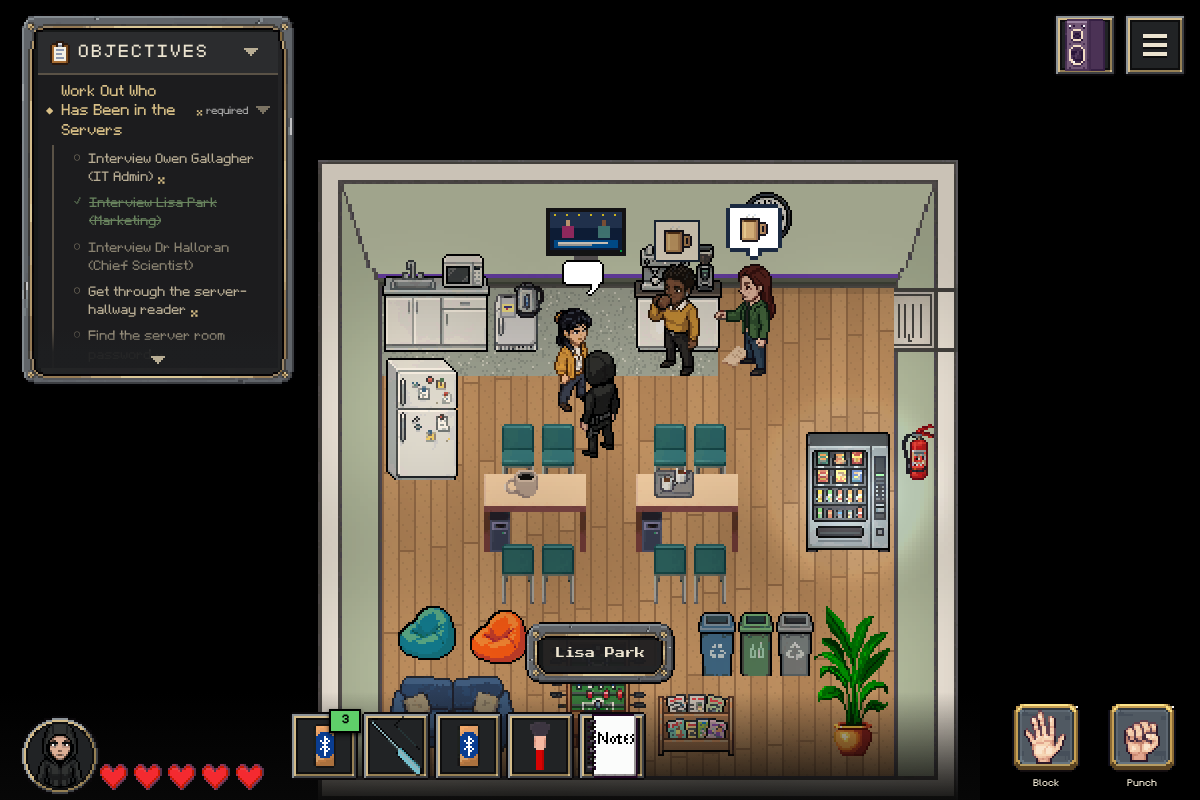 OBJECTIVES
Work Out Who
Has Been in the
Servers
x required
Interview Owen Gallagher
(IT Admin) x
Interview Lisa Park
(Marketing)
Interview Dr Halloran
(Chief Scientist)
Get through the server-
hallway reader x
Find the server room
password
Lisa Park
3
Notes
Block
Punch